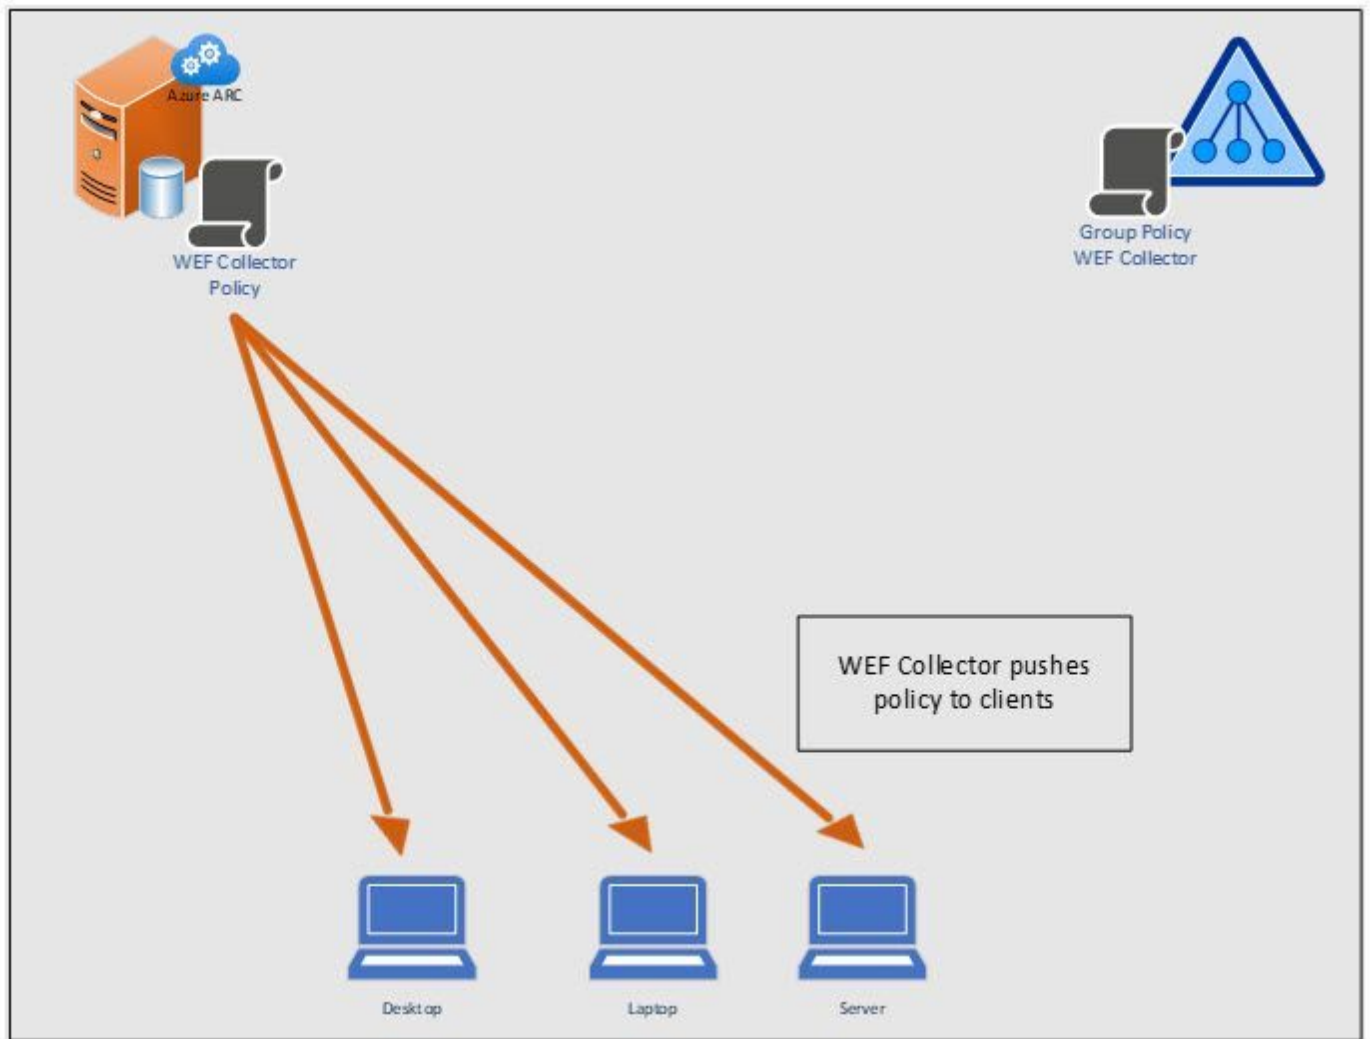 Azure ARC
WEF Collector
Policy
Group Policy
WEF Collector
WEF Collector pushes
policy to clients
Desktop
Laptop
Server